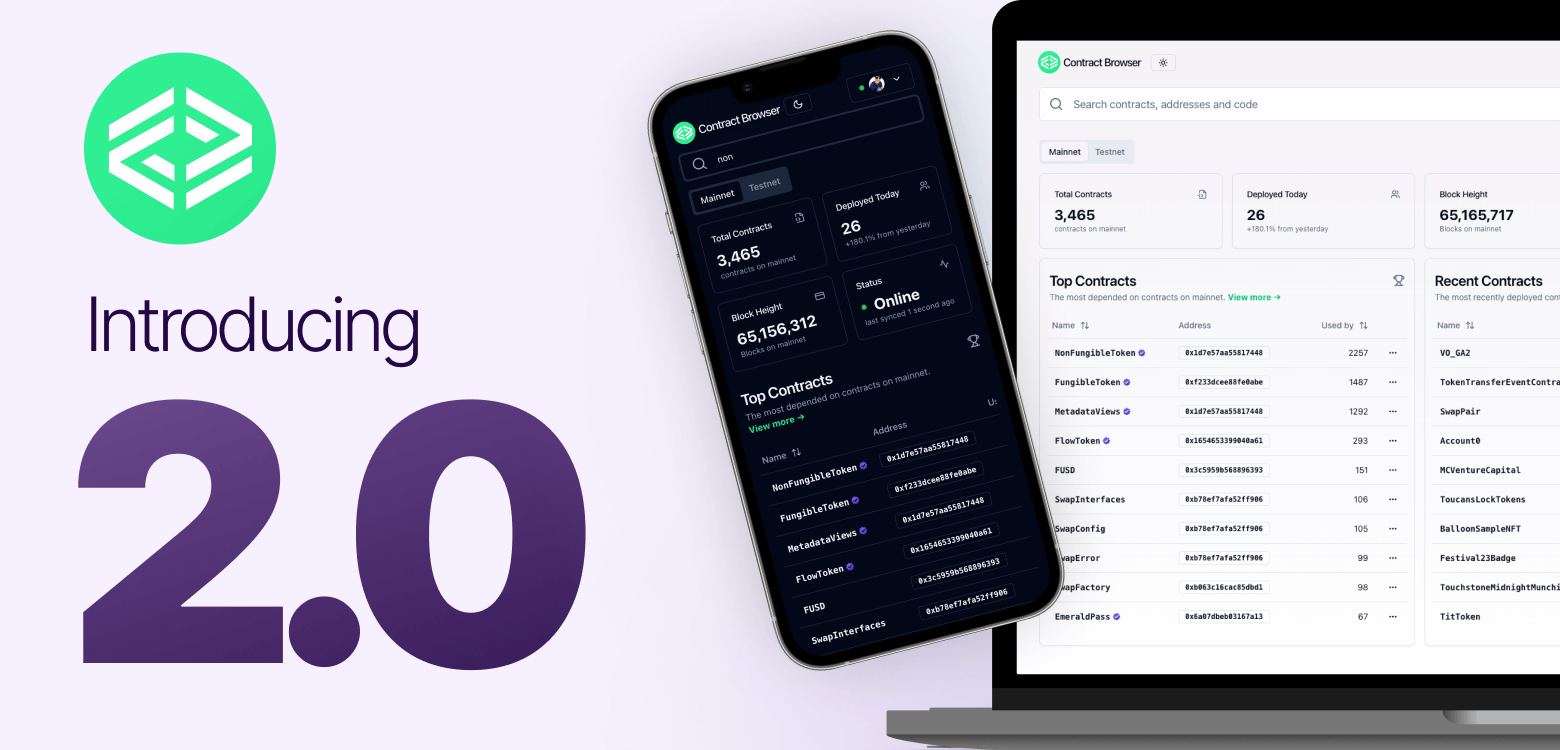 Introducing
2.0
Contract Browser
non
Mainnet Testnet
Total Contracts
3,465
contracts on mainnet
Deployed Today
26
+180.1% from yesterday
Block Height
65,156,312
Blocks on mainnet
Status
Online
last synced 1 second ago
Top Contracts
The most depended on contracts on mainnet.
View more →
Name Address
NonFungibleToken 0x1d7e57aa55817448
FungibleToken 0xf233dcee88fe0abe
MetadataViews 0x1d7e57aa55817448
FlowToken 0x1654653399040a61
FUSD 0x3c5959b568896393
SwapInterfaces 0xb78ef7afa52ff906
Contract Browser
Search contracts, addresses and code
Mainnet Testnet
Total Contracts
3,465
contracts on mainnet
Deployed Today
26
+180.1% from yesterday
Block Height
65,165,717
Blocks on mainnet
Top Contracts
The most depended on contracts on mainnet. View more →
Name Address Used by
NonFungibleToken 0x1d7e57aa55817448 2257 ...
FungibleToken 0xf233dcee88fe0abe 1487 ...
MetadataViews 0x1d7e57aa55817448 1292 ...
FlowToken 0x1654653399040a61 293 ...
FUSD 0x3c5959b568896393 151 ...
SwapInterfaces 0xb78ef7afa52ff906 106 ...
SwapConfig 0xb78ef7afa52ff906 105 ...
wapError 0xb78ef7afa52ff906 99 ...
wapFactory 0xb063c16cac85dbd1 98 ...
EmeraldPass 0x6a07dbeb03167a13 67 ...
Recent Contracts
The most recently deployed con
Name
VO_GA2
TokenTransferEventContra
SwapPair
Account0
MCVentureCapital
ToucansLockTokens
BalloonSampleNFT
Festival23Badge
TouchstoneMidnightMunchi
TitToken